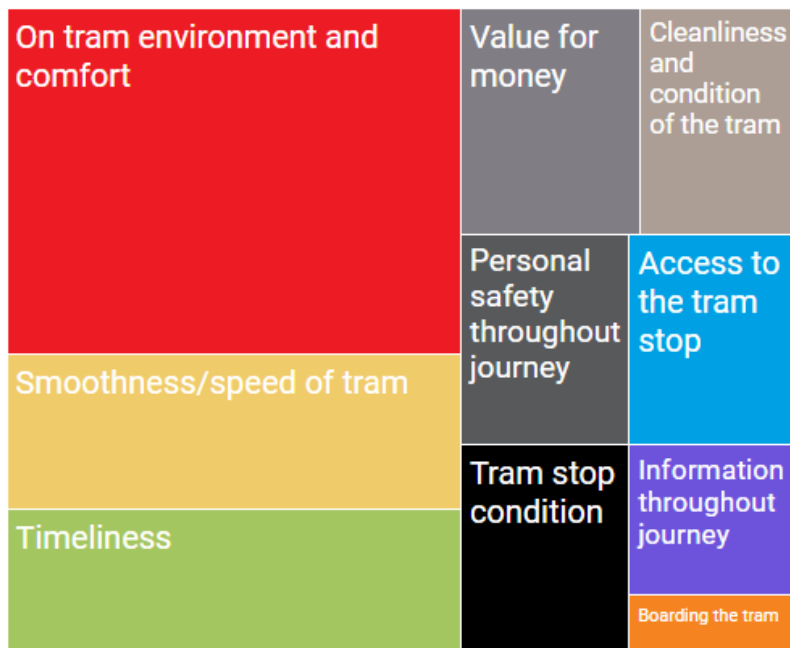 On tram environment and
comfort
Value for
money
Cleanliness
and
condition
of the tram
Personal
safety
throughout
journey
Access to
the tram
stop
Smoothness/speed of tram
Tram stop
condition
Information
throughout
journey
Timeliness
Boarding the tram